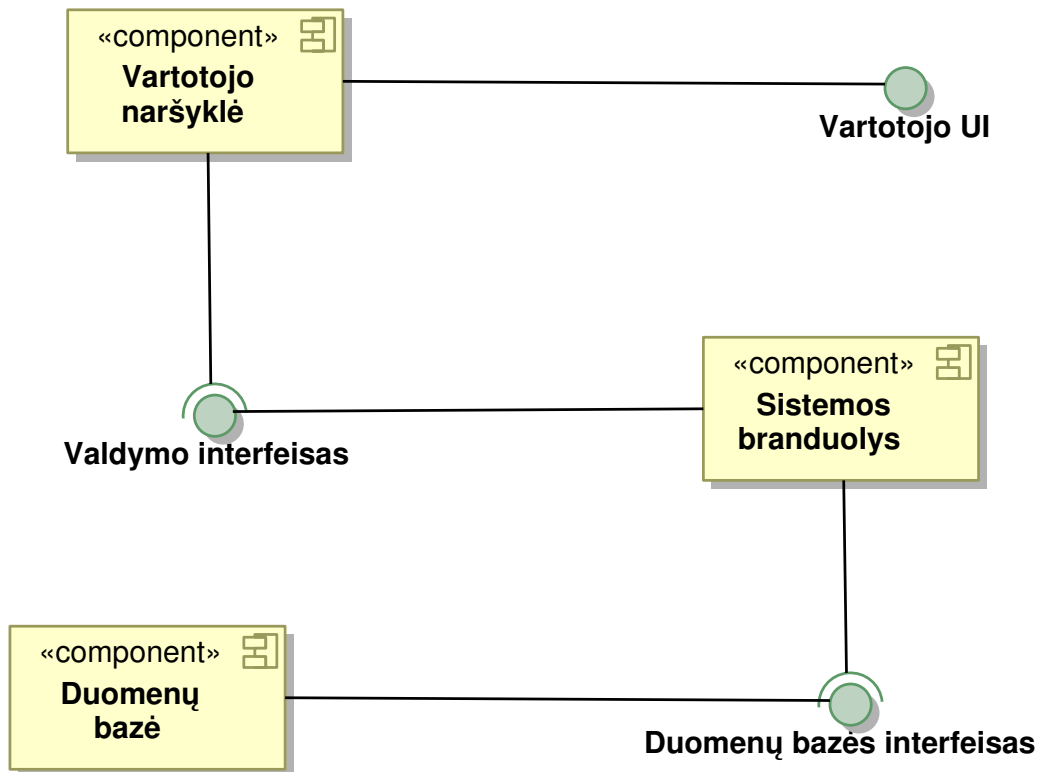 «component»
Vartotojo
naršyklė
Vartotojo UI
«component»
Sistemos
branduolys
Valdymo interfeisas
«component»
Duomenų
bazė
Duomenų bazės interfeisas